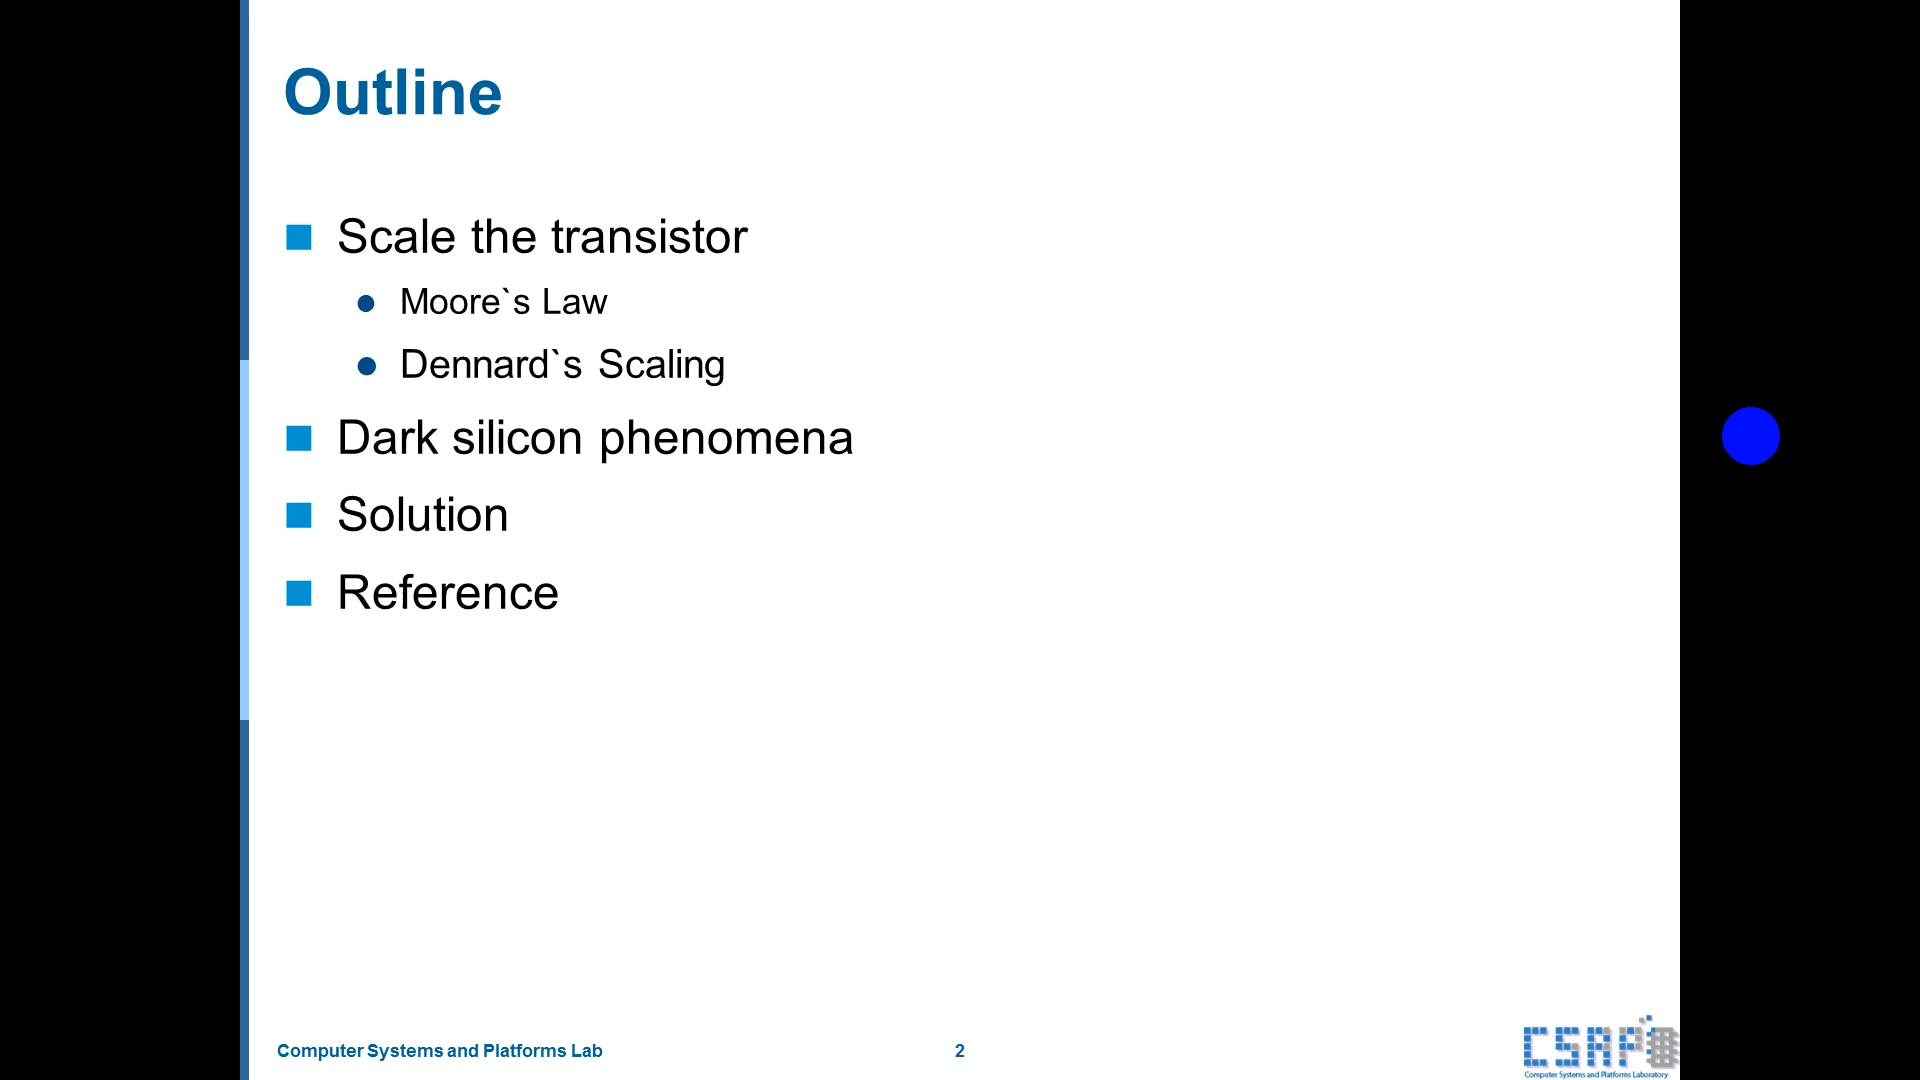 Outline
Scale the transistor
Moore`s Law
Dennard`s Scaling
Dark silicon phenomena
Solution
Reference
Computer Systems and Platforms Lab
2
CSAP
Computer Systems and Platforms Laboratory